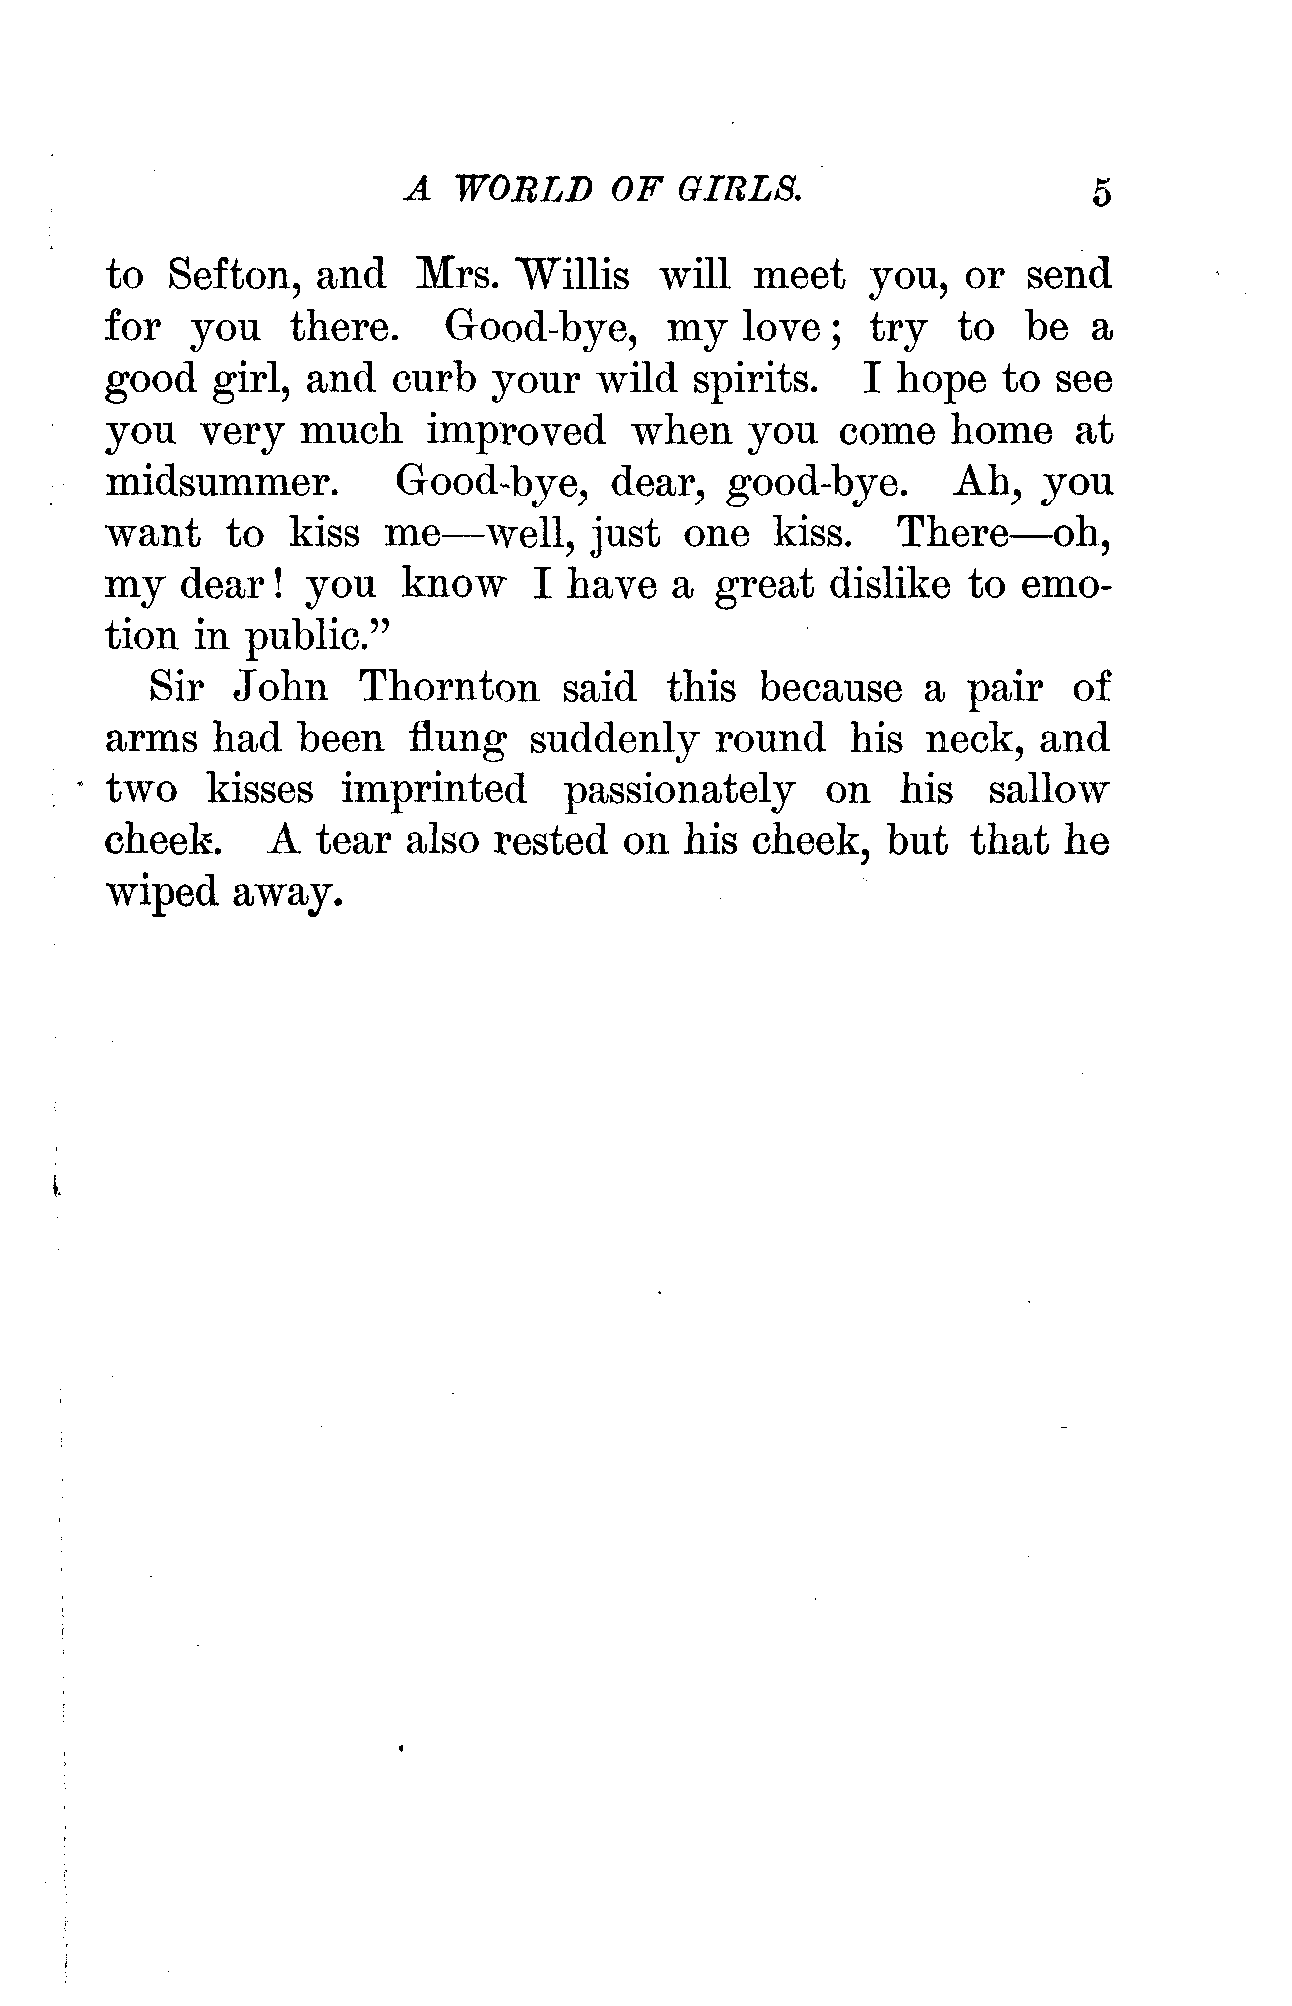 A WORLD OF GIRLS. 5
to Sefton, and Mrs. Willis will meet you, or send
for you there. Good-bye, my love; try to be a
good girl, and curb your wild spirits. I hope to see
you very much improved when you come home at
midsummer. Good-bye, dear, good-bye. Ah, you
want to kiss me—well, just one kiss. There—oh,
my dear! you know I have a great dislike to emo-
tion in public.”
Sir John Thornton said this because a pair of
arms had been flung suddenly round his neck, and
two kisses imprinted passionately on his sallow
cheek. A tear also rested on his cheek, but that he
wiped away.